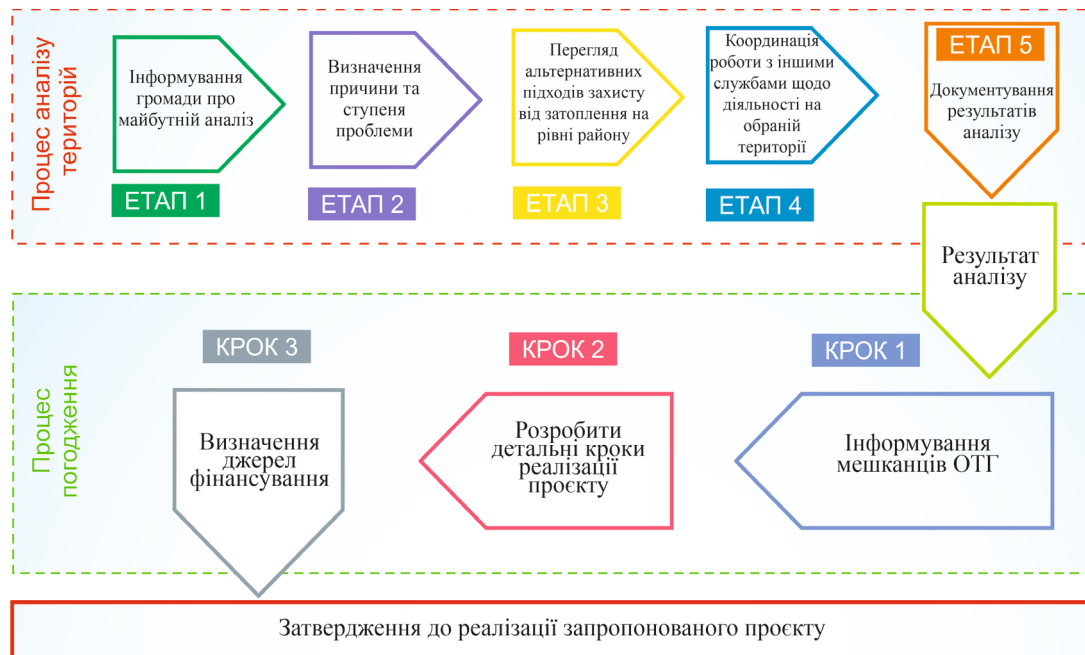 Процес аналізу
територій
Інформування
громади про
майбутній аналіз
ЕТАП 1
Визначення
причини та
ступеня
проблеми
ЕТАП 2
Перегляд
альтернативних
підходів захисту
від затоплення на
рівні району
ЕТАП 3
Координація
роботи з іншими
службами щодо
діяльності на
обраній
території
ЕТАП 4
ЕТАП 5
Документування
результатів
аналізу
Результат
аналізу
Процес
погодження
КРОК 1
Інформування
мешканців ОТГ
КРОК 2
Розробити
детальні кроки
реалізації
проєкту
КРОК 3
Визначення
джерел
фінансування
Затвердження до реалізації запропонованого проєкту